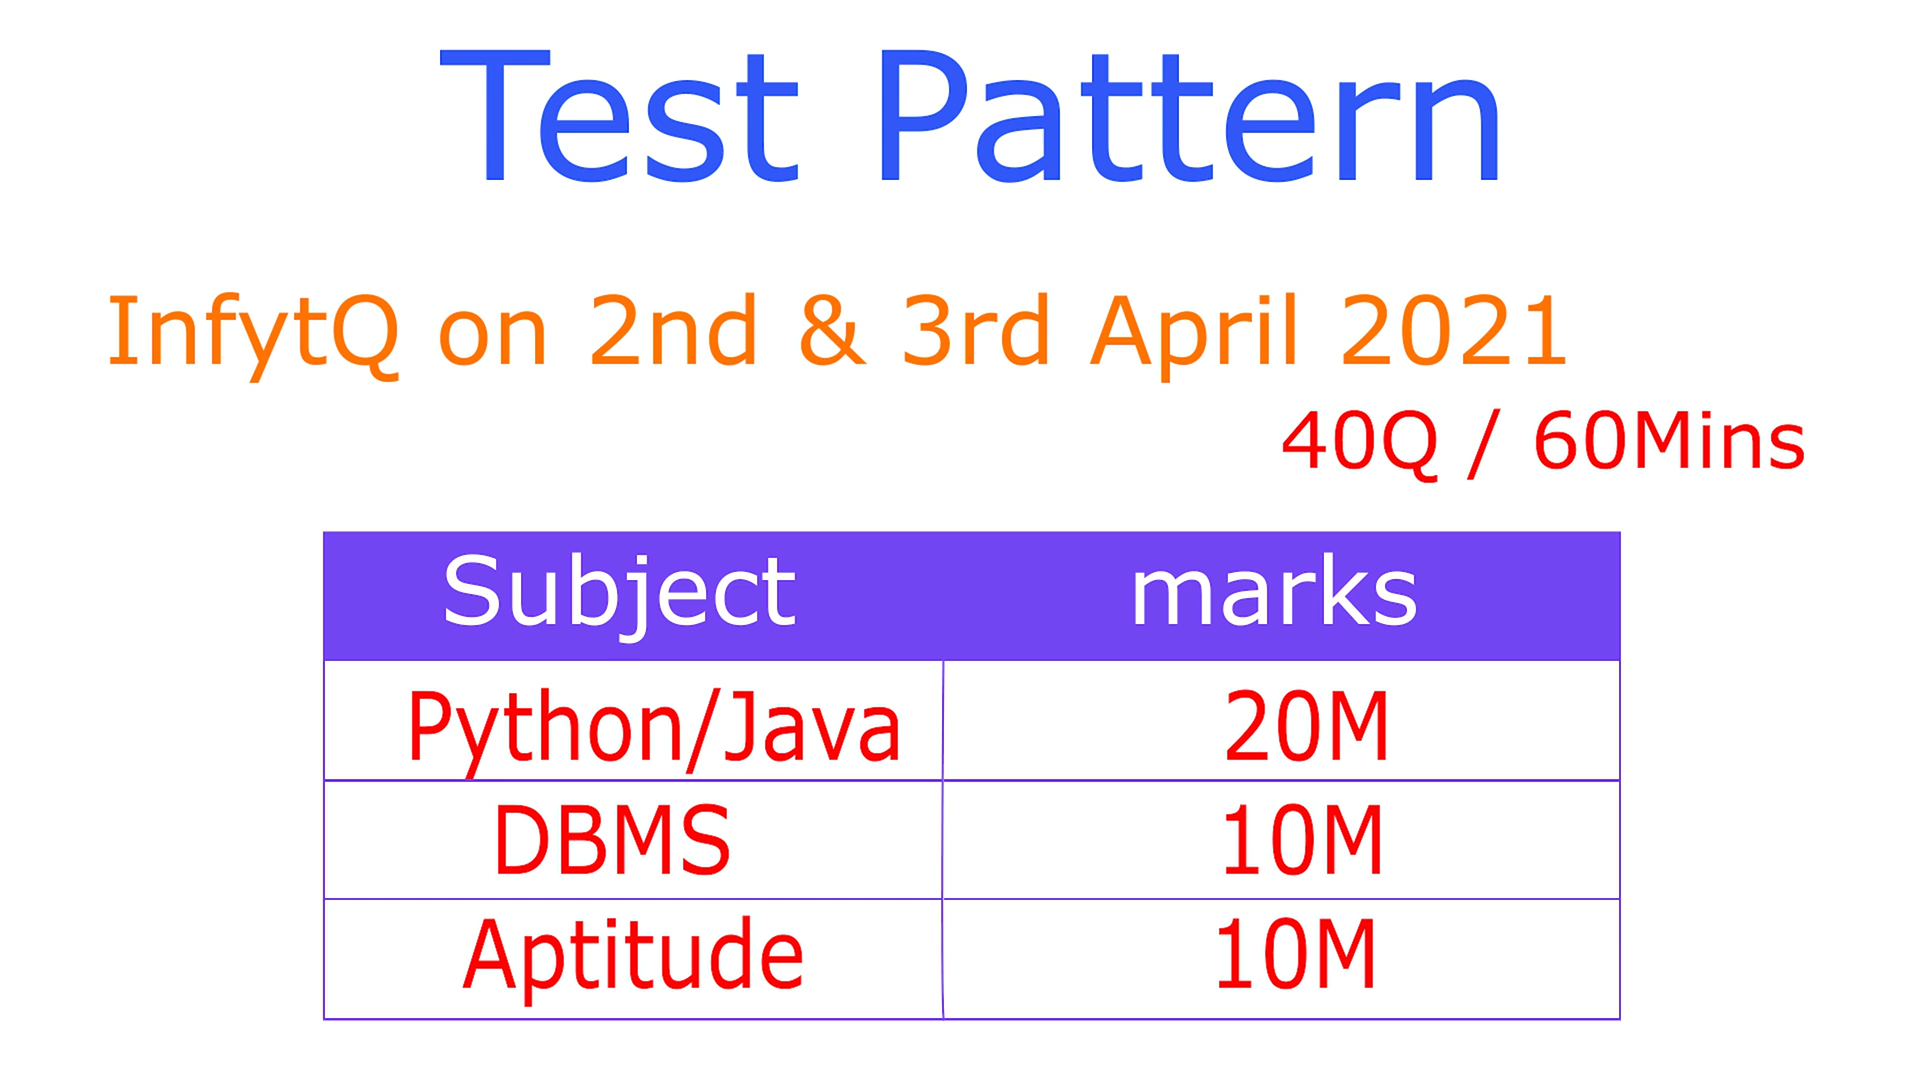 Test Pattern
InfytQ on 2nd & 3rd April 2021
40Q / 60Mins
Subject marks
Python/Java 20M
DBMS 10M
Aptitude 10M